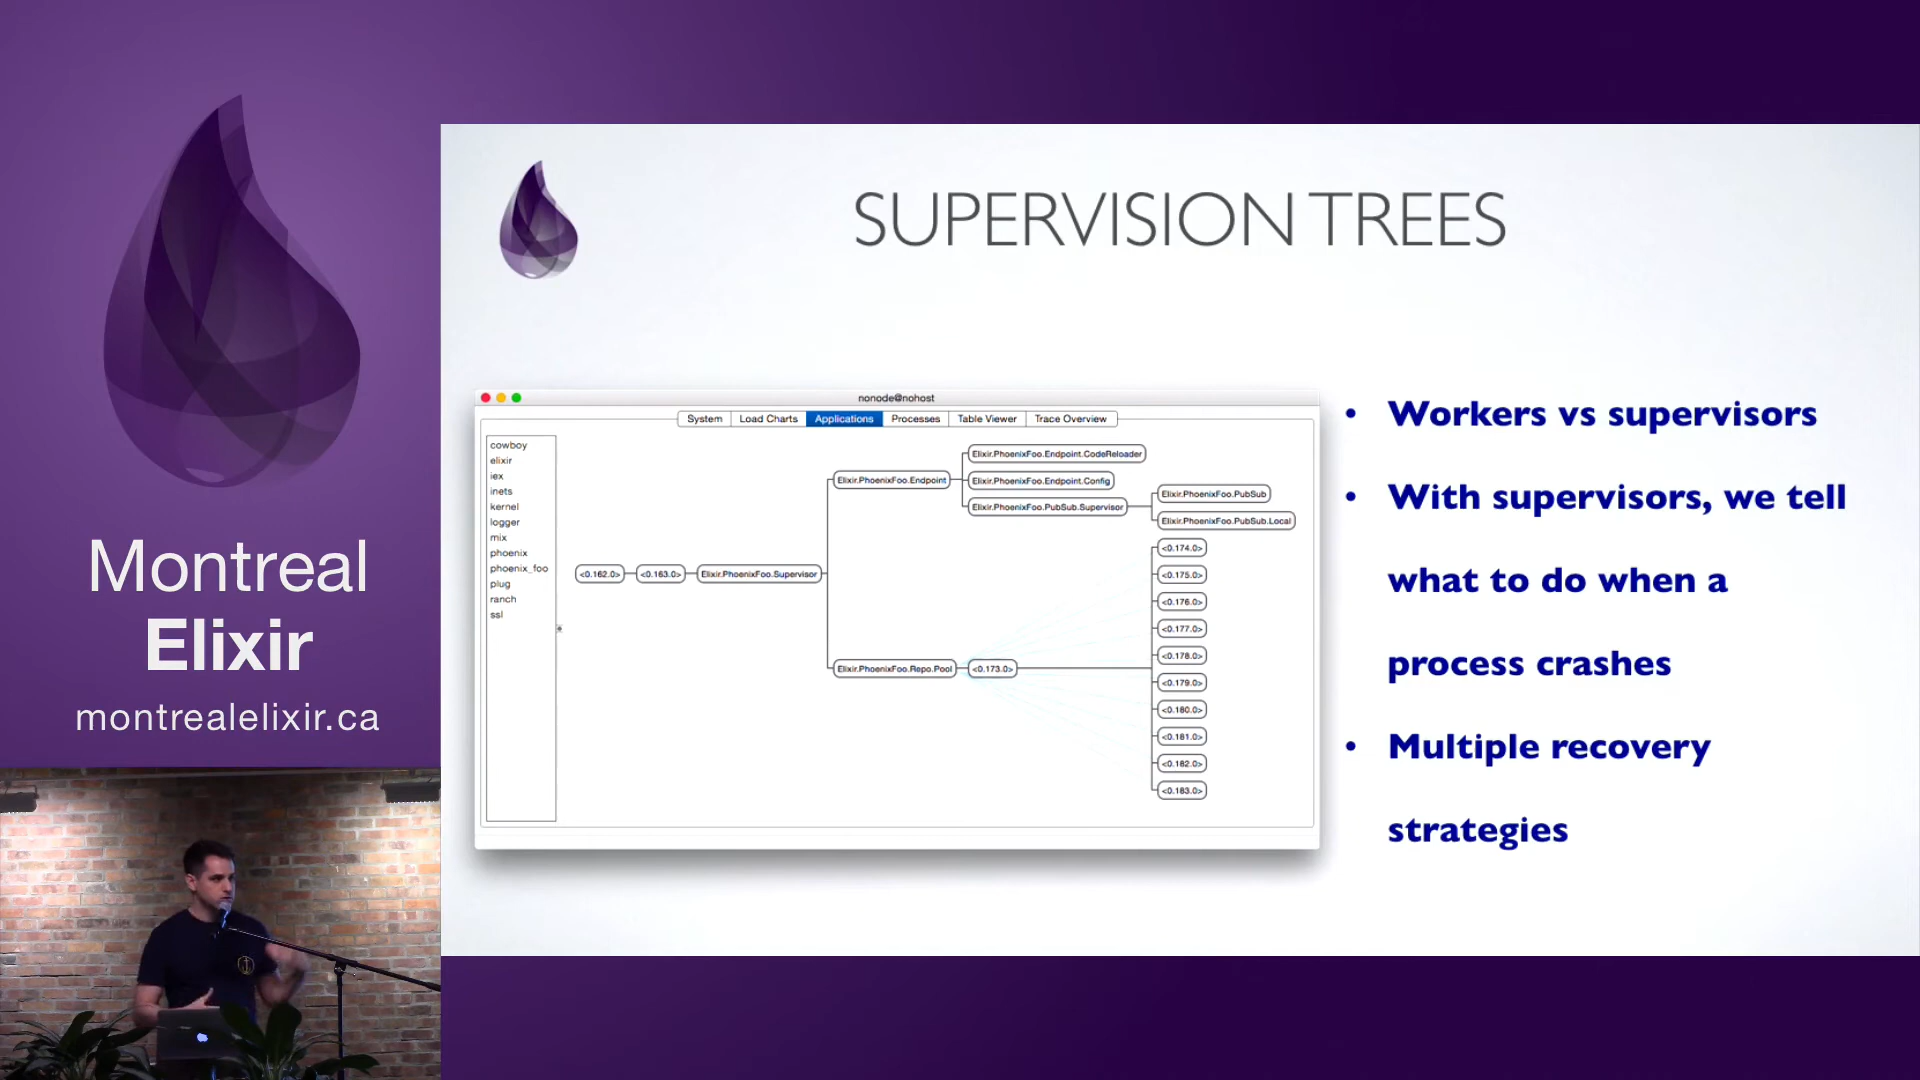 Montreal
Elixir
montrealelixir.ca
SUPERVISION TREES
nonode@nohost
System
Load Charts
Applications
Processes
Table Viewer
Trace Overview
cowboy
elixir
iex
inets
kernel
logger
mix
phoenix
phoenix_foo
plug
ranch
ssl
<0.162.0>
<0.163.0>
Elixir.PhoenixFoo.Supervisor
Elixir.PhoenixFoo.Endpoint
Elixir.PhoenixFoo.Endpoint.CodeReloader
Elixir.PhoenixFoo.Endpoint.Config
Elixir.PhoenixFoo.PubSub.Supervisor
Elixir.PhoenixFoo.PubSub
Elixir.PhoenixFoo.PubSub.Local
Elixir.PhoenixFoo.Repo.Pool
<0.173.0>
<0.174.0>
<0.175.0>
<0.176.0>
<0.177.0>
<0.178.0>
<0.179.0>
<0.180.0>
<0.181.0>
<0.182.0>
<0.183.0>
• Workers vs supervisors
• With supervisors, we tell
what to do when a
process crashes
• Multiple recovery
strategies